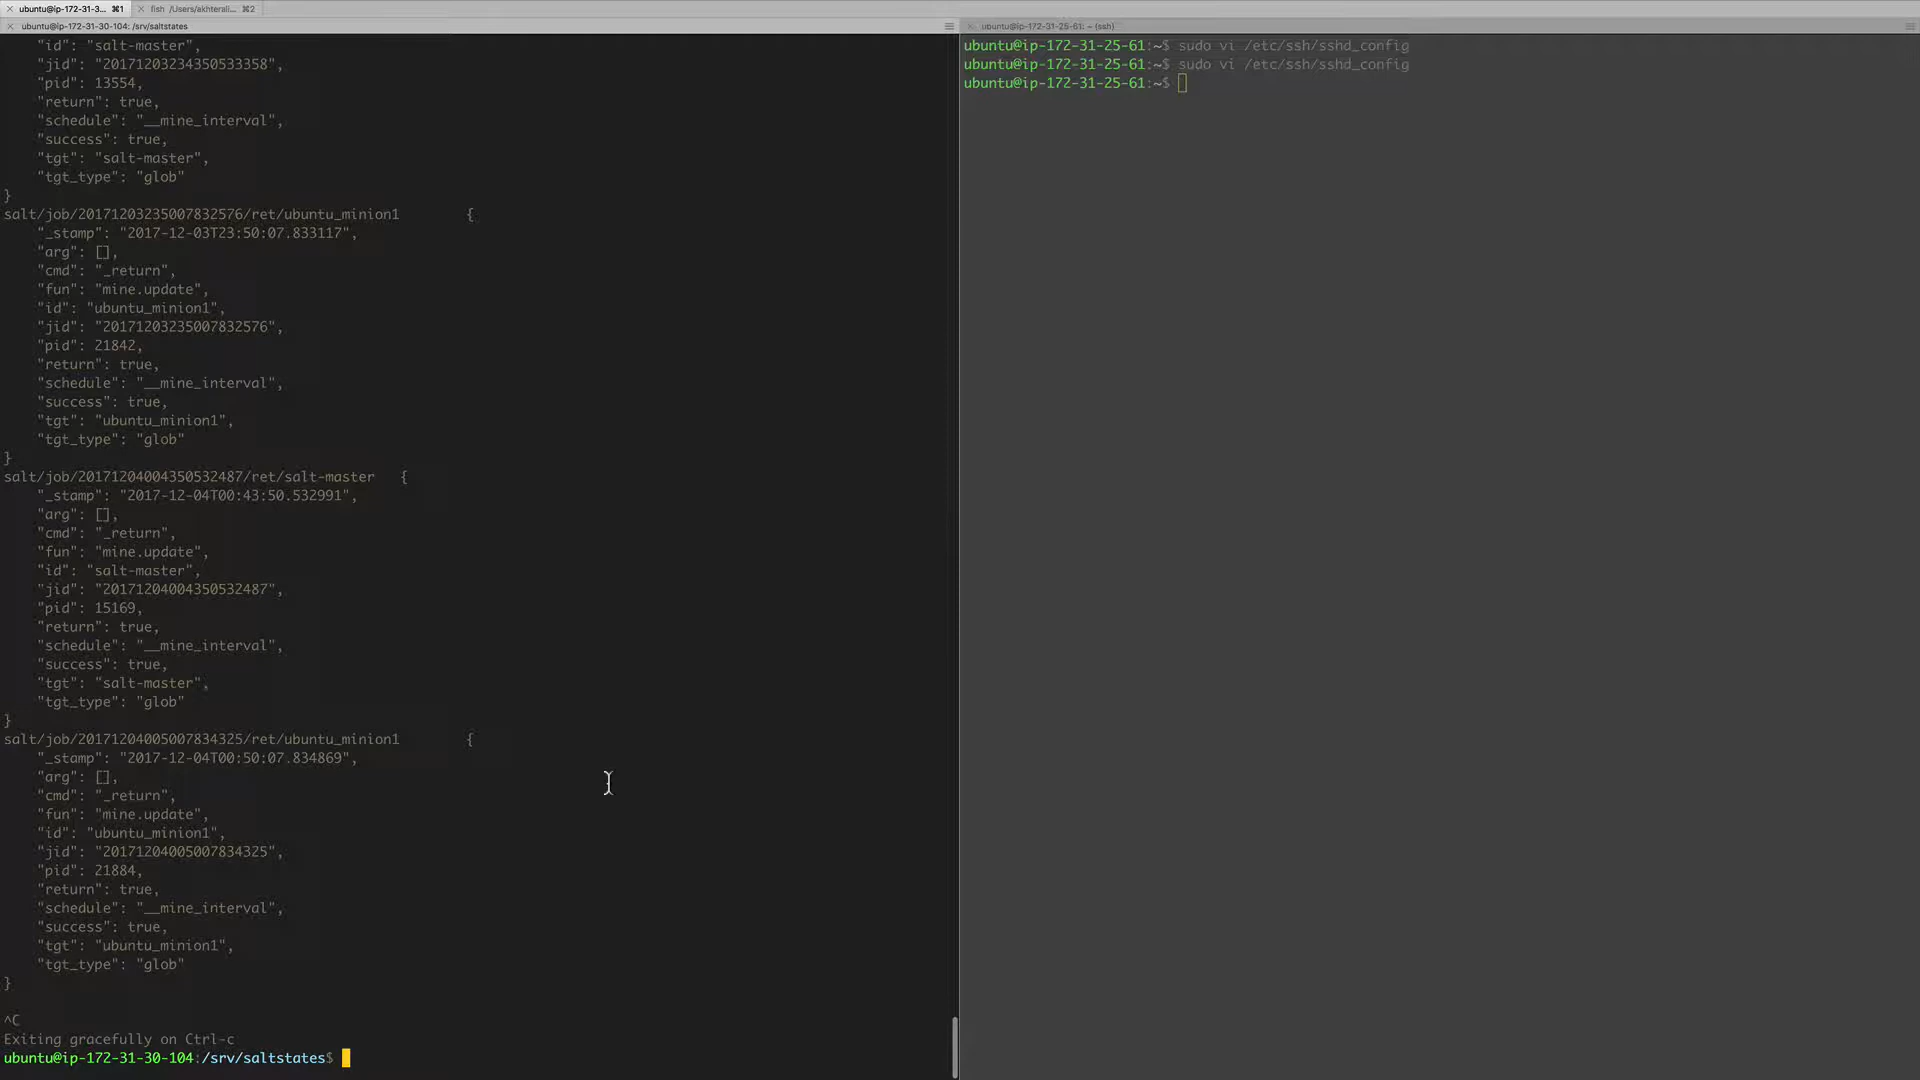 ubuntu@ip-172-31-3... ⌘1
fish /Users/akhterali... ⌘2
ubuntu@ip-172-31-30-104: /srv/saltstates
"id": "salt-master",
"jid": "20171203234350533358",
"pid": 13554,
"return": true,
"schedule": "__mine_interval",
"success": true,
"tgt": "salt-master",
"tgt_type": "glob"
}
salt/job/20171203235007832576/ret/ubuntu_minion1 {
"_stamp": "2017-12-03T23:50:07.833117",
"arg": [],
"cmd": "_return",
"fun": "mine.update",
"id": "ubuntu_minion1",
"jid": "20171203235007832576",
"pid": 21842,
"return": true,
"schedule": "__mine_interval",
"success": true,
"tgt": "ubuntu_minion1",
"tgt_type": "glob"
}
salt/job/20171204004350532487/ret/salt-master {
"_stamp": "2017-12-04T00:43:50.532991",
"arg": [],
"cmd": "_return",
"fun": "mine.update",
"id": "salt-master",
"jid": "20171204004350532487",
"pid": 15169,
"return": true,
"schedule": "__mine_interval",
"success": true,
"tgt": "salt-master",
"tgt_type": "glob"
}
salt/job/20171204005007834325/ret/ubuntu_minion1 {
"_stamp": "2017-12-04T00:50:07.834869",
"arg": [],
"cmd": "_return",
"fun": "mine.update",
"id": "ubuntu_minion1",
"jid": "20171204005007834325",
"pid": 21884,
"return": true,
"schedule": "__mine_interval",
"success": true,
"tgt": "ubuntu_minion1",
"tgt_type": "glob"
}
^C
Exiting gracefully on Ctrl-c
ubuntu@ip-172-31-30-104:/srv/saltstates$
ubuntu@ip-172-31-25-61: ~ (ssh)
ubuntu@ip-172-31-25-61:~$ sudo vi /etc/ssh/sshd_config
ubuntu@ip-172-31-25-61:~$ sudo vi /etc/ssh/sshd_config
ubuntu@ip-172-31-25-61:~$